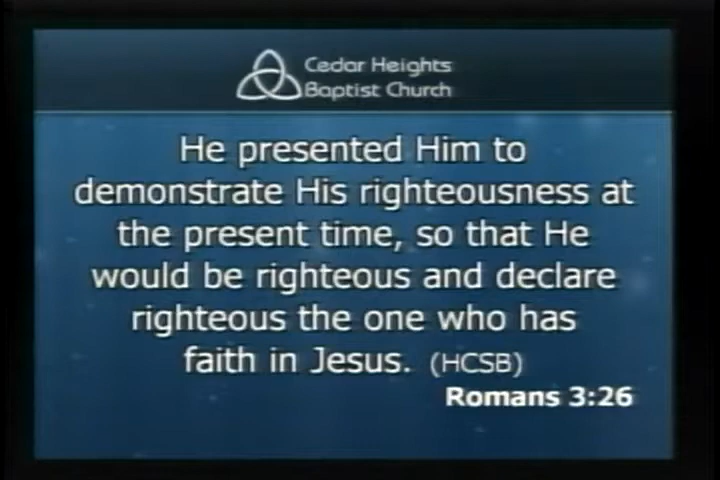 Cedar Heights
Baptist Church
He presented Him to
demonstrate His righteousness at
the present time, so that He
would be righteous and declare
righteous the one who has
faith in Jesus. (HCSB)
Romans 3:26